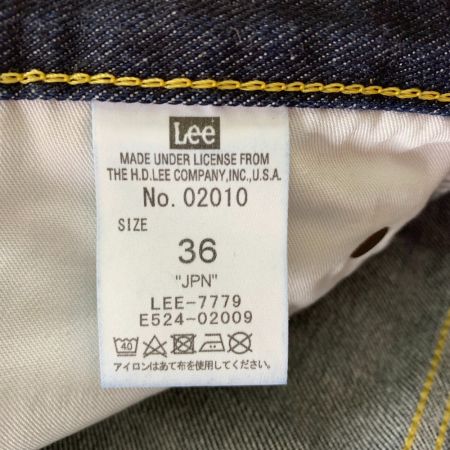 Lee
MADE UNDER LICENSE FROM
THE H.D.LEE COMPANY,INC.,U.S.A.
No. 02010
SIZE
36
"JPN"
LEE-7779
E524-02009
40
アイロンはあて布を使用してください。